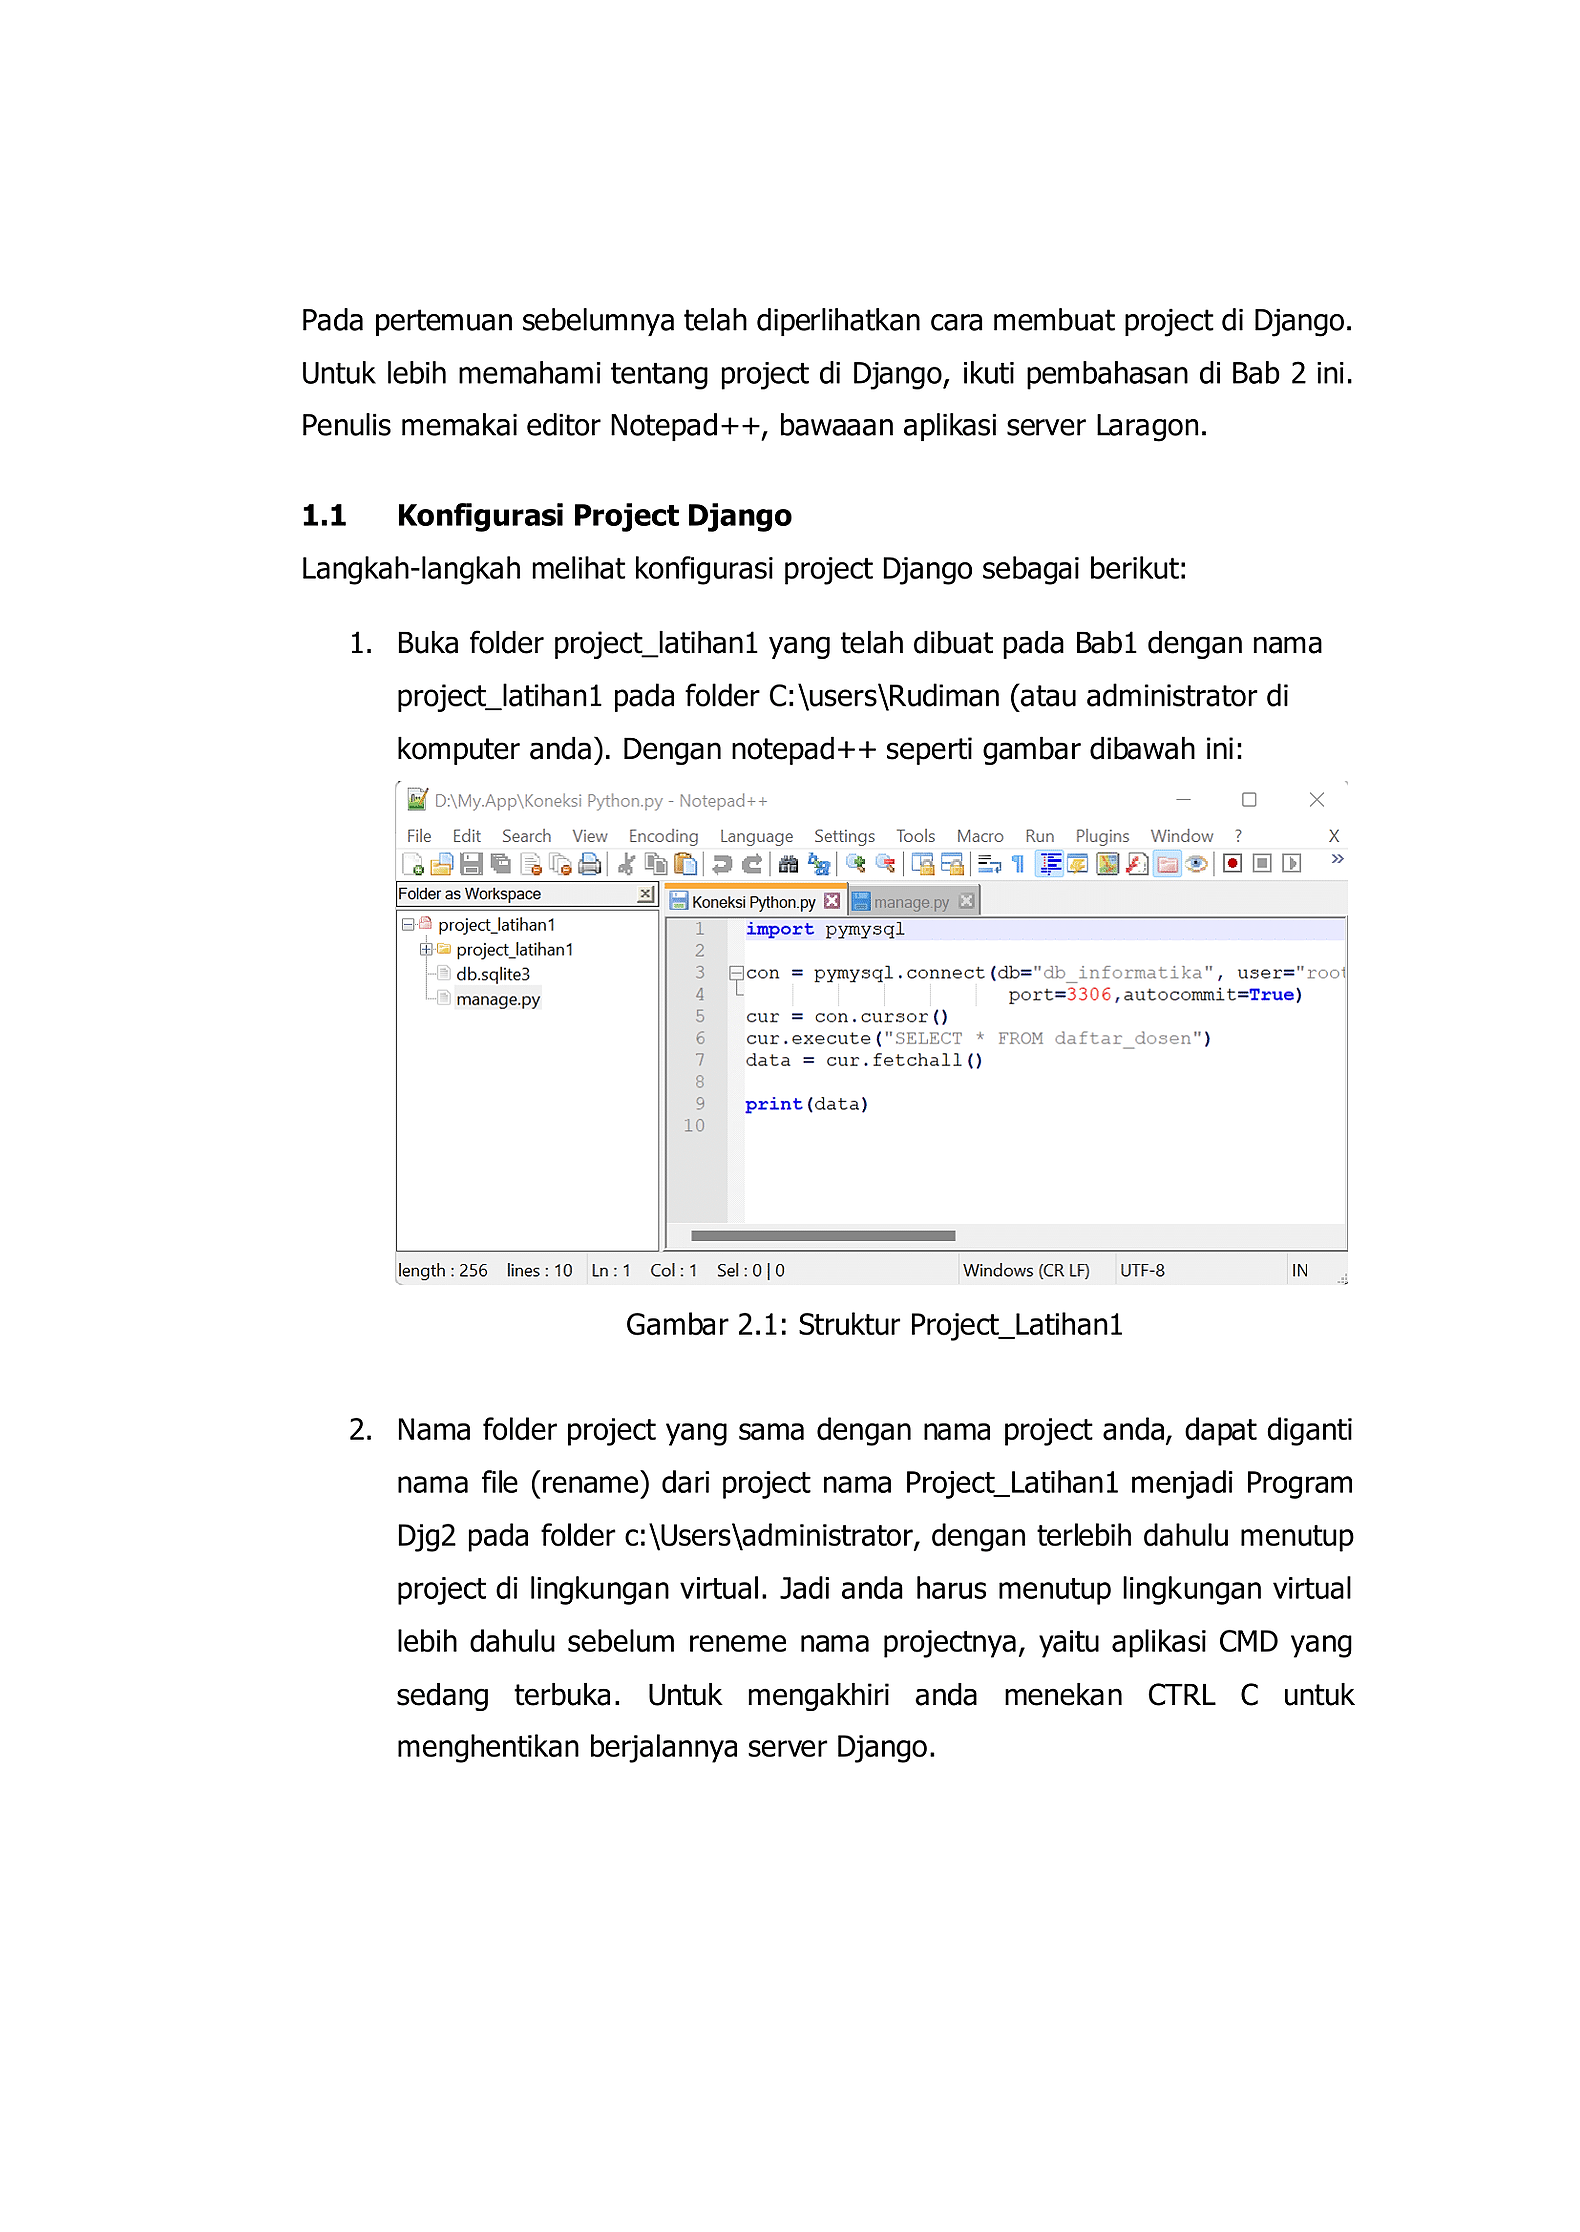 Pada pertemuan sebelumnya telah diperlihatkan cara membuat project di Django.
Untuk lebih memahami tentang project di Django, ikuti pembahasan di Bab 2 ini.
Penulis memakai editor Notepad++, bawaaan aplikasi server Laragon.
1.1 Konfigurasi Project Django
Langkah-langkah melihat konfigurasi project Django sebagai berikut:
1. Buka folder project_latihan1 yang telah dibuat pada Bab1 dengan nama
project_latihan1 pada folder C:\users\Rudiman (atau administrator di
komputer anda). Dengan notepad++ seperti gambar dibawah ini:
D:\My.App\Koneksi Python.py - Notepad++
File Edit Search View Encoding Language Settings Tools Macro Run Plugins Window ? X
Folder as Workspace
project_latihan1
project_latihan1
db.sqlite3
manage.py
Koneksi Python.py manage.py
1 import pymysql
2
3 con = pymysql.connect(db="db_informatika", user="root
4 port=3306,autocommit=True)
5 cur = con.cursor()
6 cur.execute("SELECT * FROM daftar_dosen")
7 data = cur.fetchall()
8
9 print(data)
10
length : 256 lines : 10 Ln : 1 Col : 1 Sel : 0 | 0 Windows (CR LF) UTF-8 IN
Gambar 2.1: Struktur Project_Latihan1
2. Nama folder project yang sama dengan nama project anda, dapat diganti
nama file (rename) dari project nama Project_Latihan1 menjadi Program
Djg2 pada folder c:\Users\administrator, dengan terlebih dahulu menutup
project di lingkungan virtual. Jadi anda harus menutup lingkungan virtual
lebih dahulu sebelum reneme nama projectnya, yaitu aplikasi CMD yang
sedang terbuka. Untuk mengakhiri anda menekan CTRL C untuk
menghentikan berjalannya server Django.